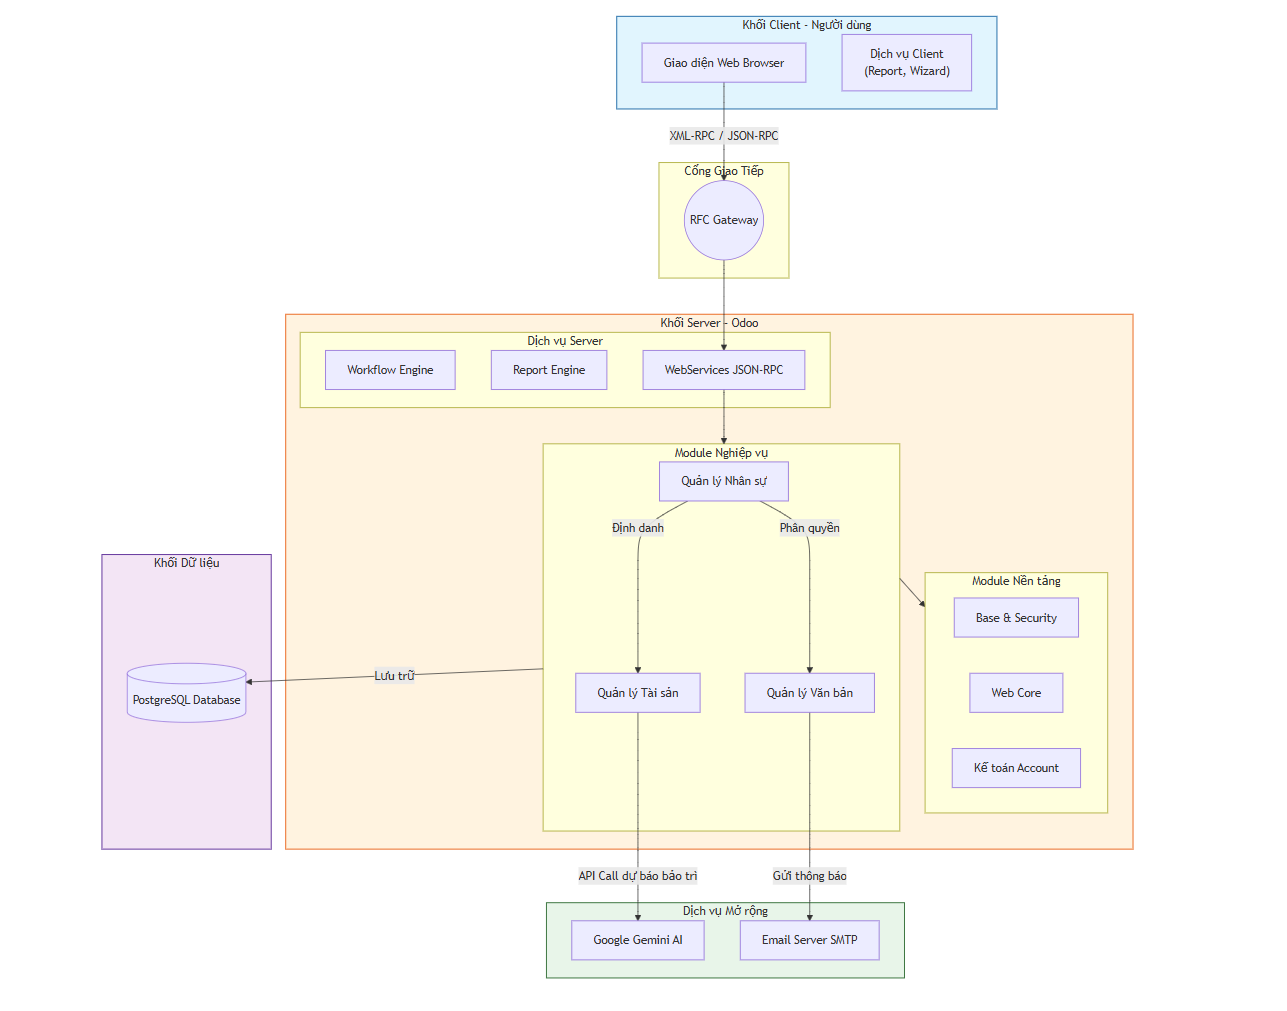 Khối Client - Người dùng
Giao diện Web Browser
Dịch vụ Client
(Report, Wizard)
XML-RPC / JSON-RPC
Cổng Giao Tiếp
RFC Gateway
Khối Server - Odoo
Dịch vụ Server
Workflow Engine
Report Engine
WebServices JSON-RPC
Module Nghiệp vụ
Quản lý Nhân sự
Định danh
Phân quyền
Khối Dữ liệu
PostgreSQL Database
Lưu trữ
Quản lý Tài sản
Quản lý Văn bản
Module Nền tảng
Base & Security
Web Core
Kế toán Account
API Call dự báo bảo trì
Gửi thông báo
Dịch vụ Mở rộng
Google Gemini AI
Email Server SMTP